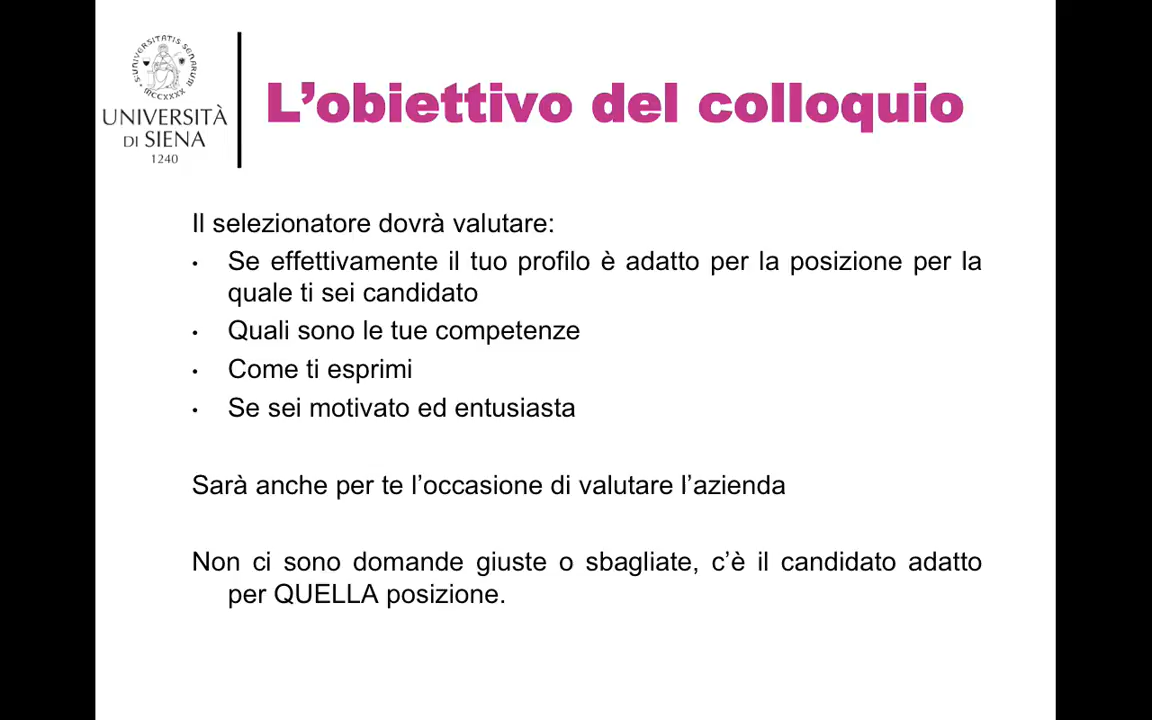 S·UNIVERSITATIS SENARUM
MCCXXXX
UNIVERSITÀ
DI SIENA
1240
L’obiettivo del colloquio
Il selezionatore dovrà valutare:
• Se effettivamente il tuo profilo è adatto per la posizione per la
quale ti sei candidato
• Quali sono le tue competenze
• Come ti esprimi
• Se sei motivato ed entusiasta
Sarà anche per te l’occasione di valutare l’azienda
Non ci sono domande giuste o sbagliate, c’è il candidato adatto
per QUELLA posizione.